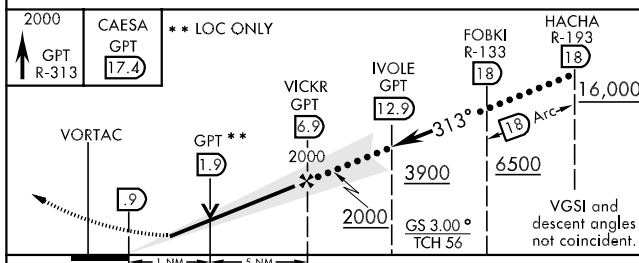 2000
GPT
R-313
CAESA
GPT
17.4
** LOC ONLY
HACHA
R-193
18
FOBKI
R-133
18
16,000
IVOLE
GPT
12.9
VICKR
GPT
6.9
313°
18 Arc
VORTAC
GPT **
1.9
2000
3900
6500
.9
2000
GS 3.00°
TCH 56
VGSI and
descent angles
not coincident.
1 NM
5 NM